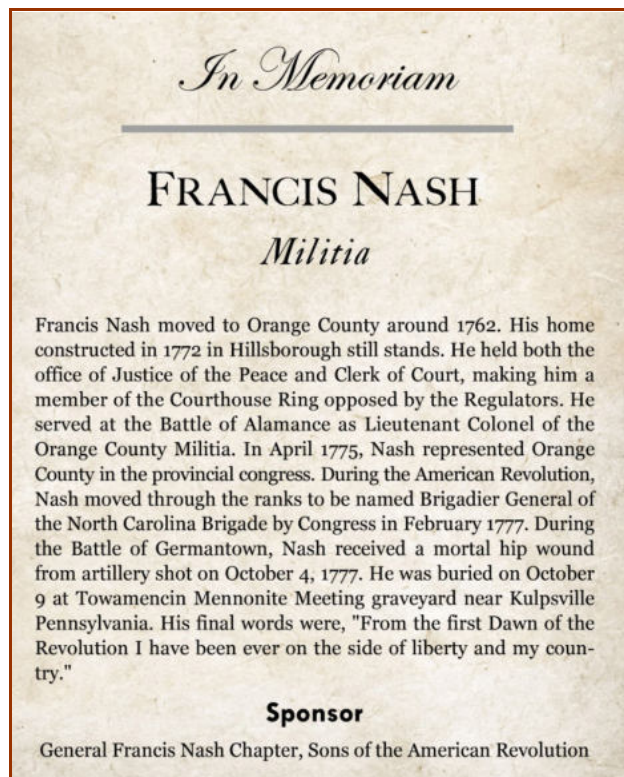 In Memoriam
FRANCIS NASH
Militia
Francis Nash moved to Orange County around 1762. His home
constructed in 1772 in Hillsborough still stands. He held both the
office of Justice of the Peace and Clerk of Court, making him a
member of the Courthouse Ring opposed by the Regulators. He
served at the Battle of Alamance as Lieutenant Colonel of the
Orange County Militia. In April 1775, Nash represented Orange
County in the provincial congress. During the American Revolution,
Nash moved through the ranks to be named Brigadier General of
the North Carolina Brigade by Congress in February 1777. During
the Battle of Germantown, Nash received a mortal hip wound
from artillery shot on October 4, 1777. He was buried on October
9 at Towamencin Mennonite Meeting graveyard near Kulpsville
Pennsylvania. His final words were, "From the first Dawn of the
Revolution I have been ever on the side of liberty and my coun-
try."
Sponsor
General Francis Nash Chapter, Sons of the American Revolution